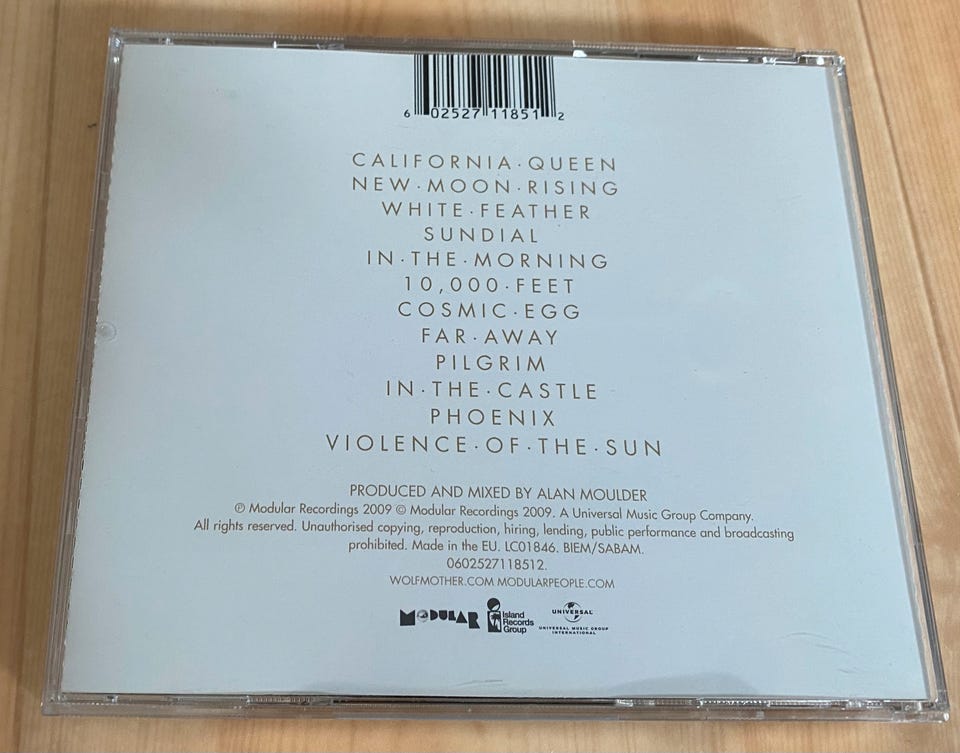 6 02527 11851 2
CALIFORNIA·QUEEN
NEW·MOON·RISING
WHITE·FEATHER
SUNDIAL
IN·THE·MORNING
10,000·FEET
COSMIC·EGG
FAR·AWAY
PILGRIM
IN·THE·CASTLE
PHOENIX
VIOLENCE·OF·THE·SUN
PRODUCED AND MIXED BY ALAN MOULDER
℗ Modular Recordings 2009 © Modular Recordings 2009. A Universal Music Group Company.
All rights reserved. Unauthorised copying, reproduction, hiring, lending, public performance and broadcasting
prohibited. Made in the EU. LC01846. BIEM/SABAM.
0602527118512.
WOLFMOTHER.COM MODULARPEOPLE.COM
MODULAR
Island
Records
Group
UNIVERSAL
UNIVERSAL MUSIC GROUP
INTERNATIONAL